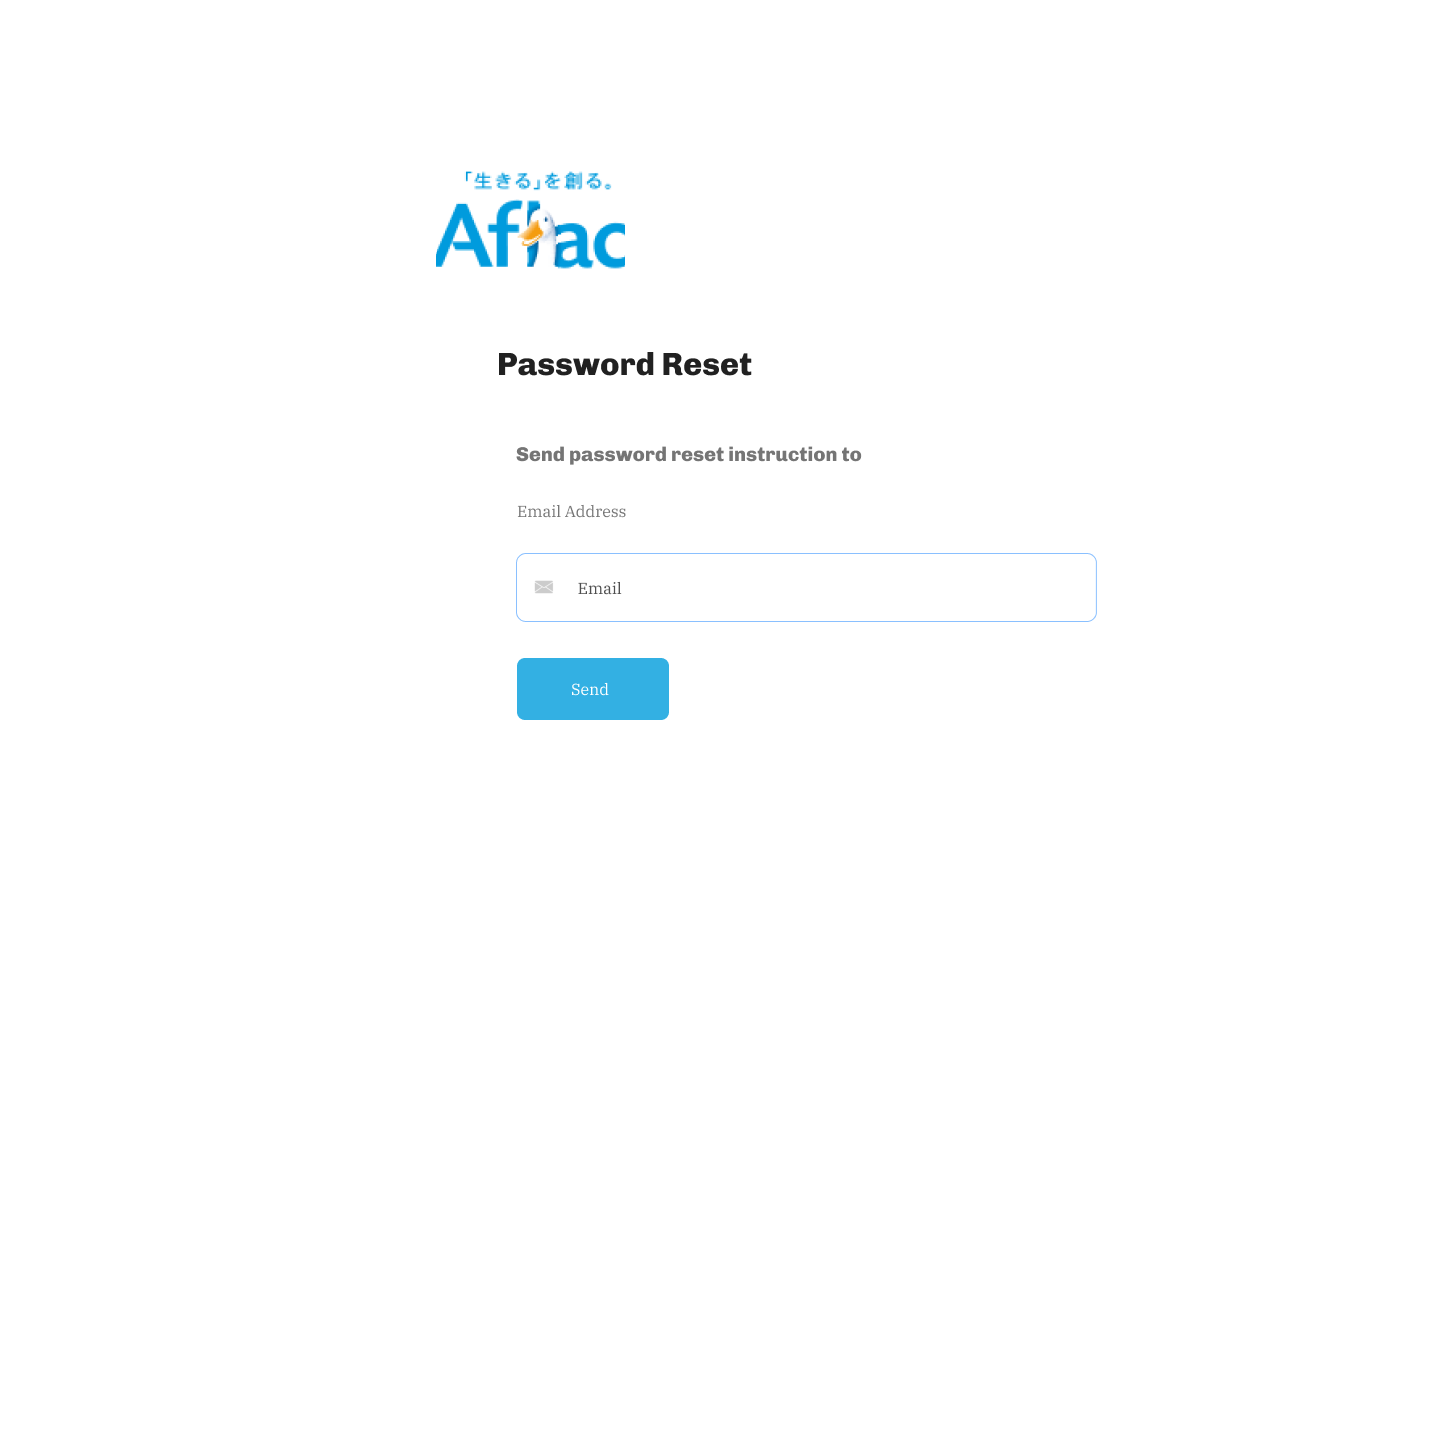 「生きる」を創る。
Aflac
Password Reset
Send password reset instruction to
Email Address
Email
Send